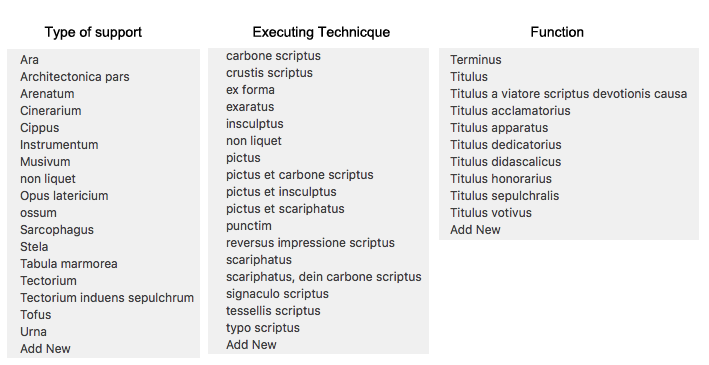 Type of support
Ara
Architectonica pars
Arenatum
Cinerarium
Cippus
Instrumentum
Musivum
non liquet
Opus latericium
ossum
Sarcophagus
Stela
Tabula marmorea
Tectorium
Tectorium induens sepulchrum
Tofus
Urna
Add New
Executing Technicque
carbone scriptus
crustis scriptus
ex forma
exaratus
insculptus
non liquet
pictus
pictus et carbone scriptus
pictus et insculptus
pictus et scariphatus
punctim
reversus impressione scriptus
scariphatus
scariphatus, dein carbone scriptus
signaculo scriptus
tessellis scriptus
typo scriptus
Add New
Function
Terminus
Titulus
Titulus a viatore scriptus devotionis causa
Titulus acclamatorius
Titulus apparatus
Titulus dedicatorius
Titulus didascalicus
Titulus honorarius
Titulus sepulchralis
Titulus votivus
Add New